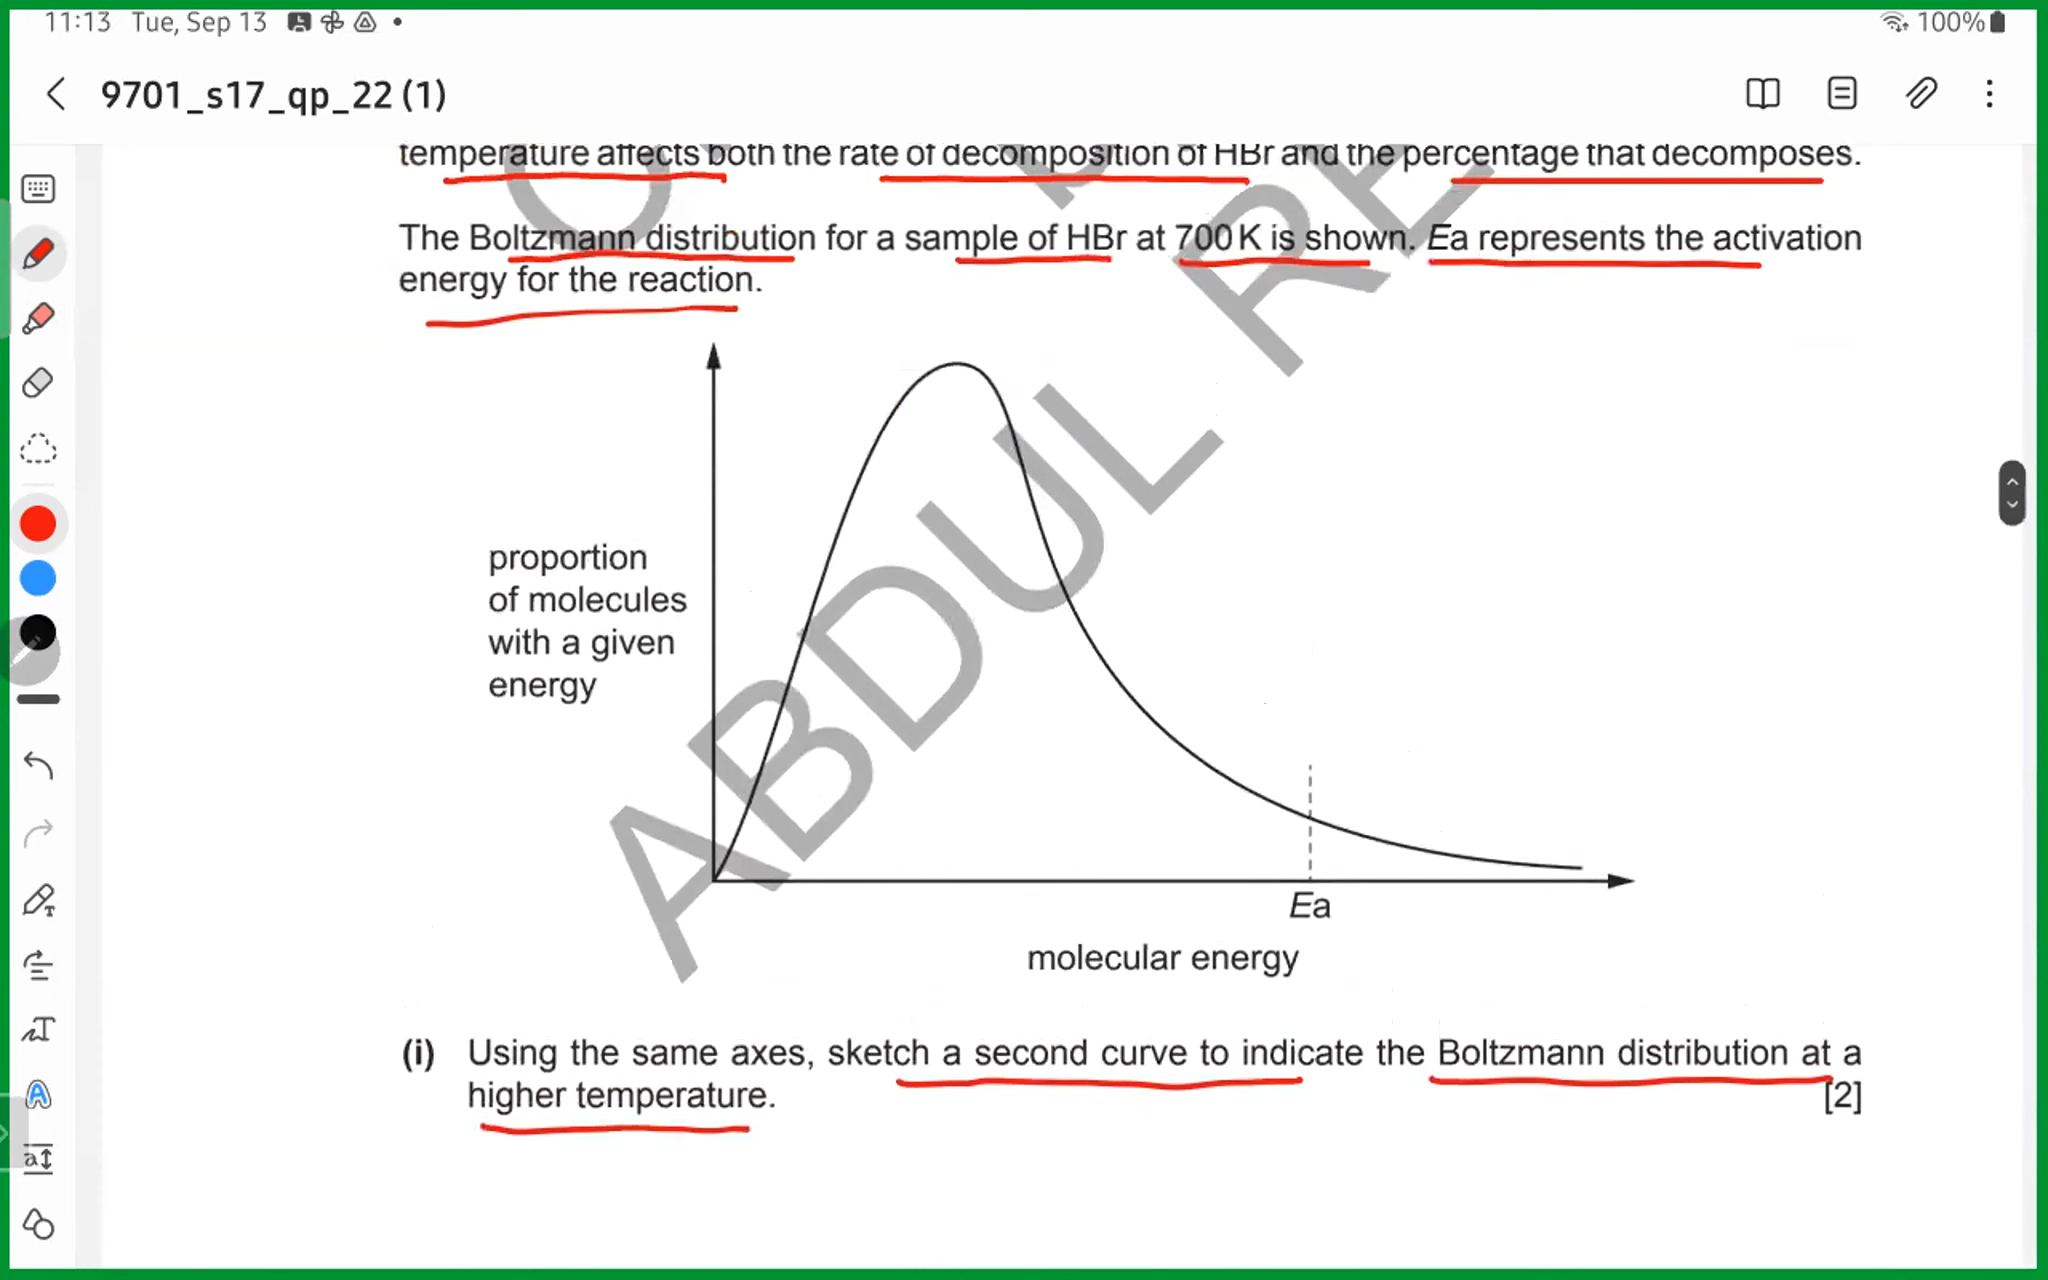 11:13 Tue, Sep 13
100%
9701_s17_qp_22 (1)
temperature affects both the rate of decomposition of HBr and the percentage that decomposes.
The Boltzmann distribution for a sample of HBr at 700 K is shown. Ea represents the activation
energy for the reaction.
proportion
of molecules
with a given
energy
Ea
molecular energy
(i) Using the same axes, sketch a second curve to indicate the Boltzmann distribution at a
higher temperature. [2]
ABDUL RE